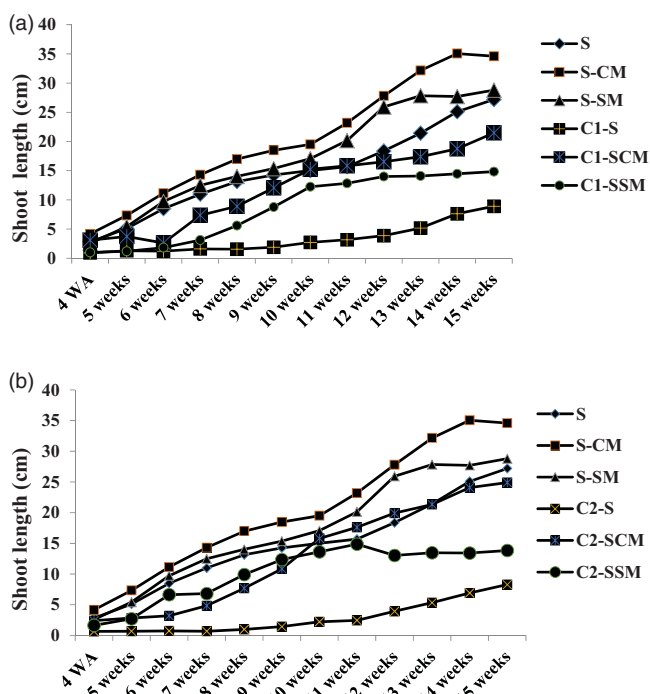 (a)
40
35
30
25
20
15
10
5
0
Shoot length (cm)
4 WA
5 weeks
6 weeks
7 weeks
8 weeks
9 weeks
10 weeks
11 weeks
12 weeks
13 weeks
14 weeks
15 weeks
S
S-CM
S-SM
C1-S
C1-SCM
C1-SSM
(b)
40
35
30
25
20
15
10
5
0
Shoot length (cm)
4 WA
5 weeks
6 weeks
7 weeks
8 weeks
9 weeks
10 weeks
11 weeks
12 weeks
13 weeks
14 weeks
15 weeks
S
S-CM
S-SM
C2-S
C2-SCM
C2-SSM